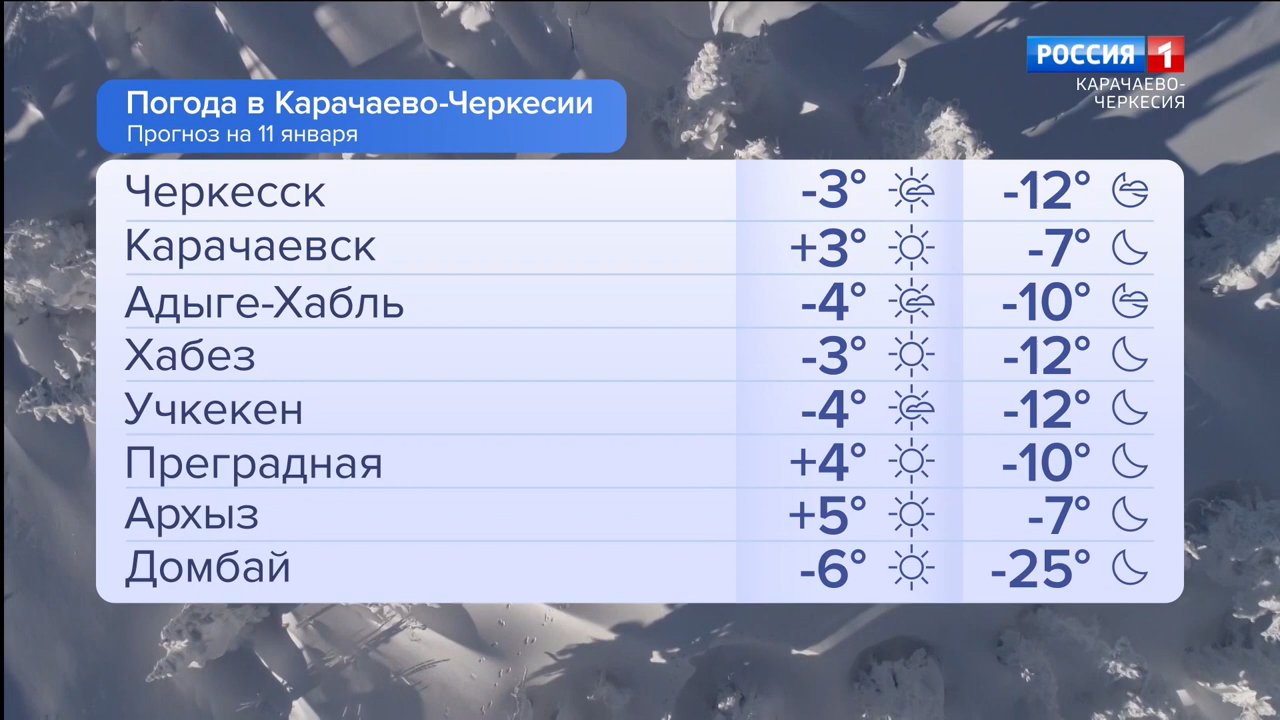 РОССИЯ 1
КАРАЧАЕВО-
ЧЕРКЕСИЯ
Погода в Карачаево-Черкесии
Прогноз на 11 января
Черкесск -3° -12°
Карачаевск +3° -7°
Адыге-Хабль -4° -10°
Хабез -3° -12°
Учкекен -4° -12°
Преградная +4° -10°
Архыз +5° -7°
Домбай -6° -25°